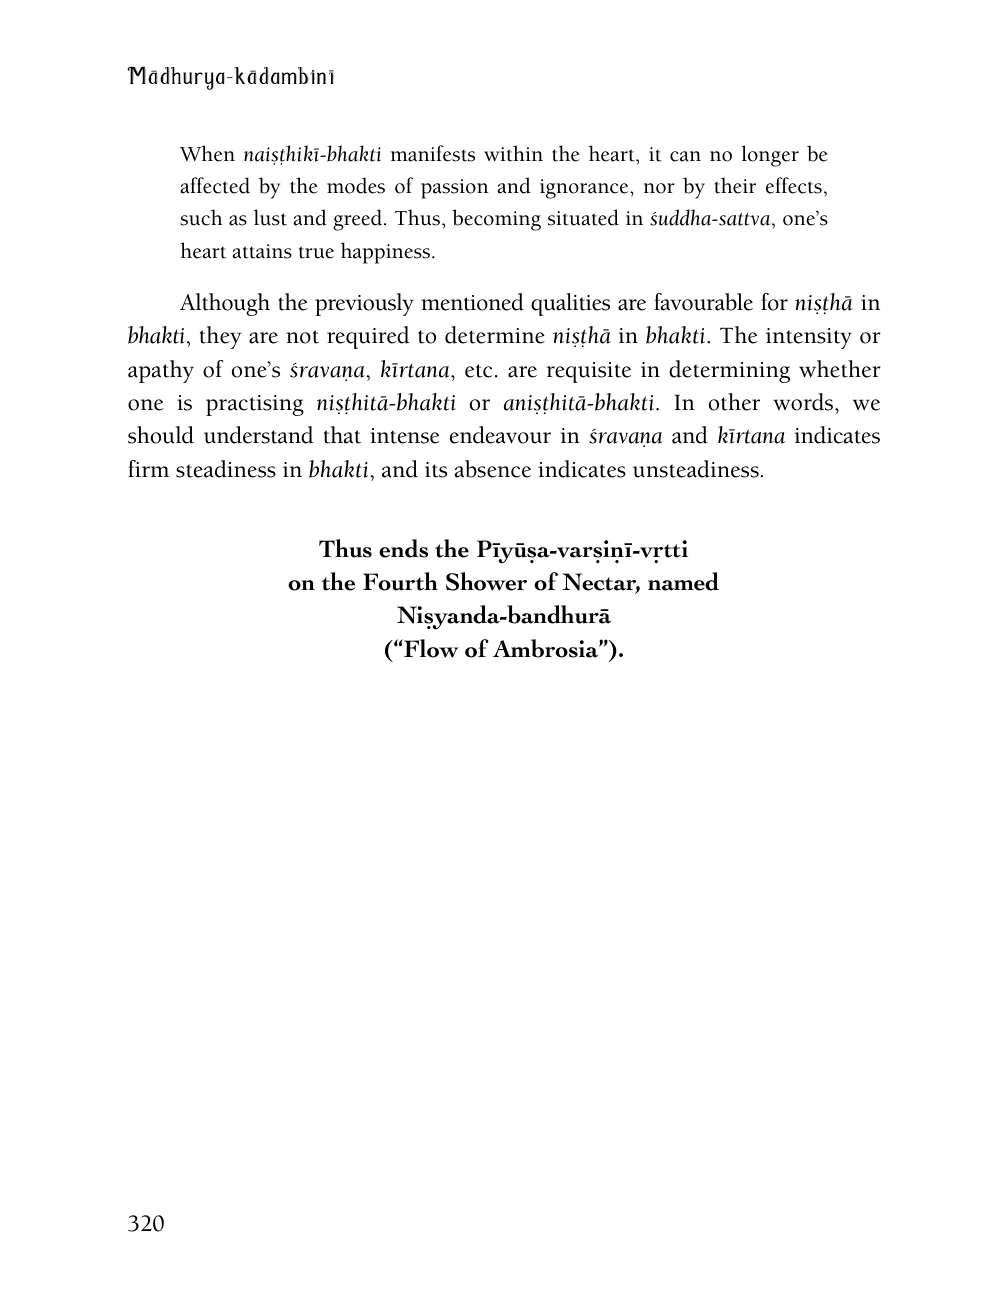 Mādhurya-kādambinī
When naiṣṭhikī-bhakti manifests within the heart, it can no longer be
affected by the modes of passion and ignorance, nor by their effects,
such as lust and greed. Thus, becoming situated in śuddha-sattva, one’s
heart attains true happiness.
Although the previously mentioned qualities are favourable for niṣṭhā in
bhakti, they are not required to determine niṣṭhā in bhakti. The intensity or
apathy of one’s śravaṇa, kīrtana, etc. are requisite in determining whether
one is practising niṣṭhitā-bhakti or aniṣṭhitā-bhakti. In other words, we
should understand that intense endeavour in śravaṇa and kīrtana indicates
firm steadiness in bhakti, and its absence indicates unsteadiness.
Thus ends the Pīyūṣa-varṣiṇī-vṛtti
on the Fourth Shower of Nectar, named
Niṣyanda-bandhurā
(“Flow of Ambrosia”).
320